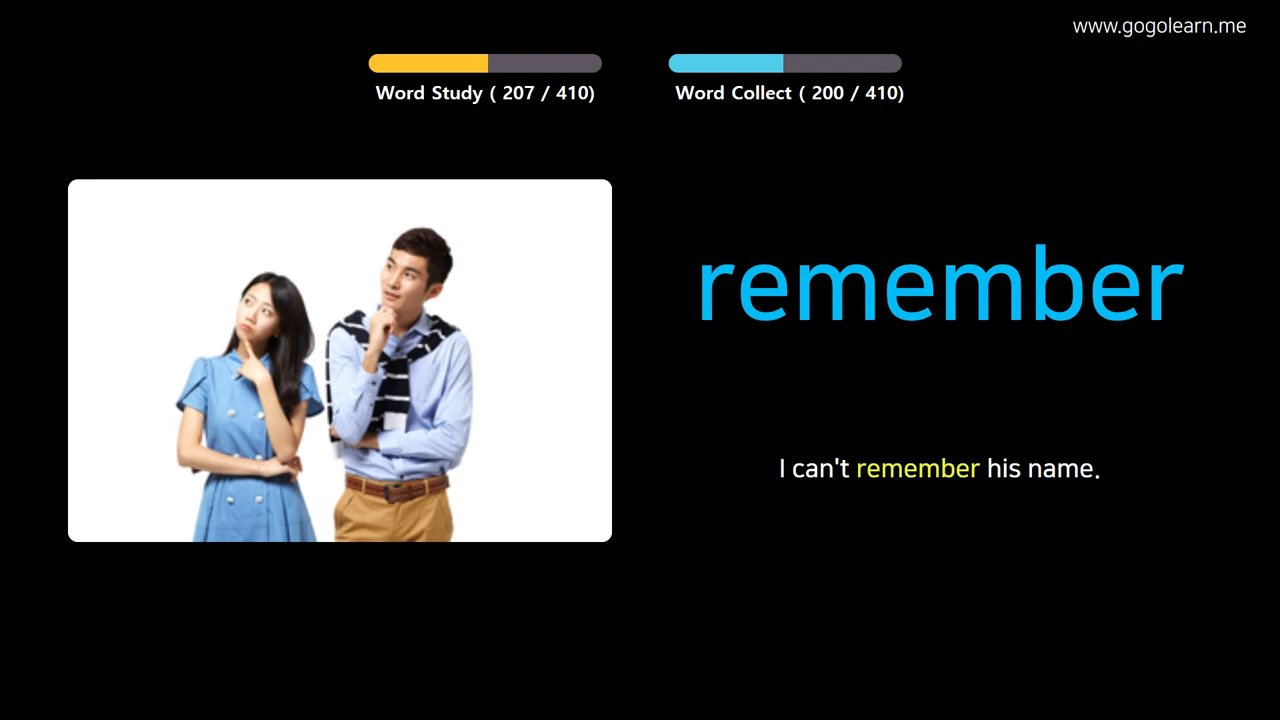 www.gogolearn.me
Word Study ( 207 / 410)
Word Collect ( 200 / 410)
remember
I can't remember his name.